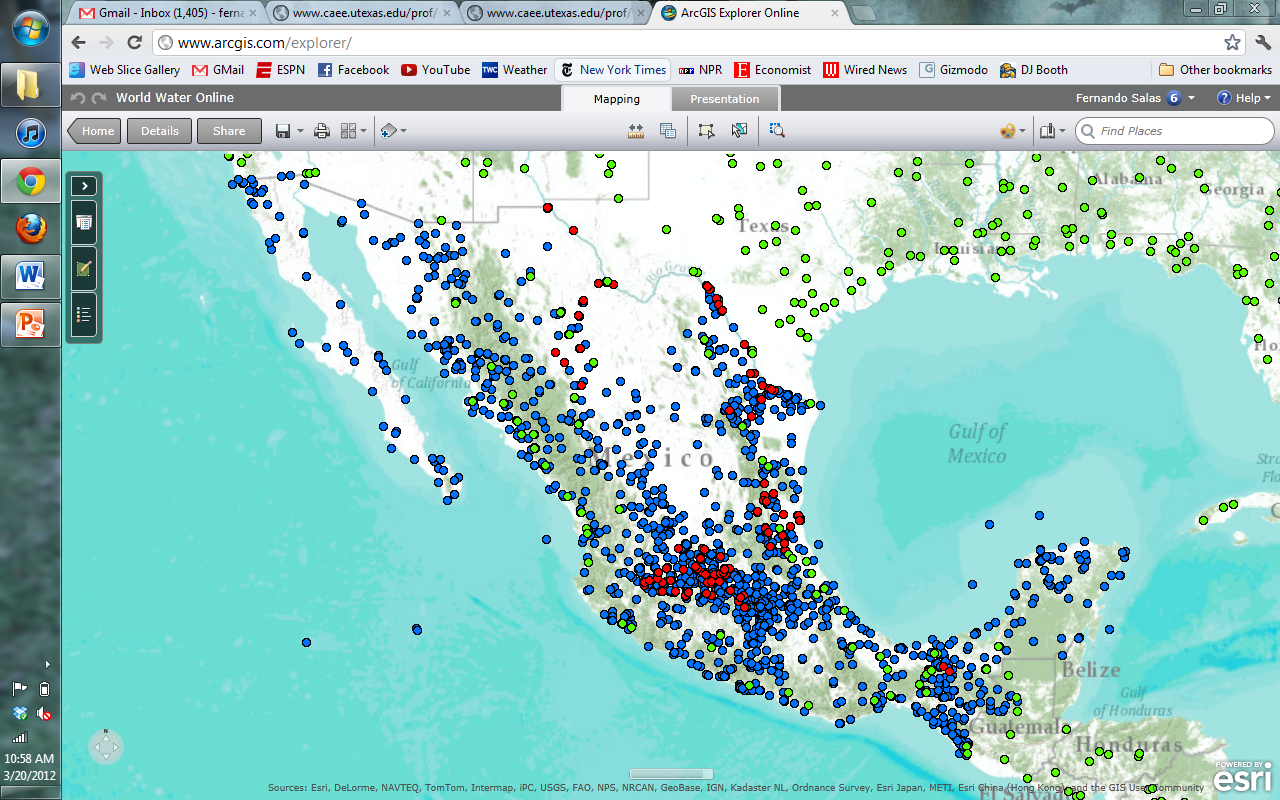 Gmail - Inbox (1,405) - ferna
www.caee.utexas.edu/prof/
www.caee.utexas.edu/prof/
ArcGIS Explorer Online
www.arcgis.com/explorer/
Web Slice Gallery
GMail
ESPN
Facebook
YouTube
TWC
Weather
New York Times
npr
NPR
Economist
Wired News
Gizmodo
DJ Booth
Other bookmarks
World Water Online
Mapping
Presentation
Fernando Salas
6
Help
Home
Details
Share
Find Places
Alabama
Georgia
Texas
Gulf
of California
Gulf of
Mexico
Mexico
Belize
Gulf
of Honduras
Guatemala
Honduras
El Salvador
N
10:58 AM
3/20/2012
POWERED BY
esri
Sources: Esri, DeLorme, NAVTEQ, TomTom, Intermap, iPC, USGS, FAO, NPS, NRCAN, GeoBase, IGN, Kadaster NL, Ordnance Survey, Esri Japan, METI, Esri China (Hong Kong), and the GIS User Community